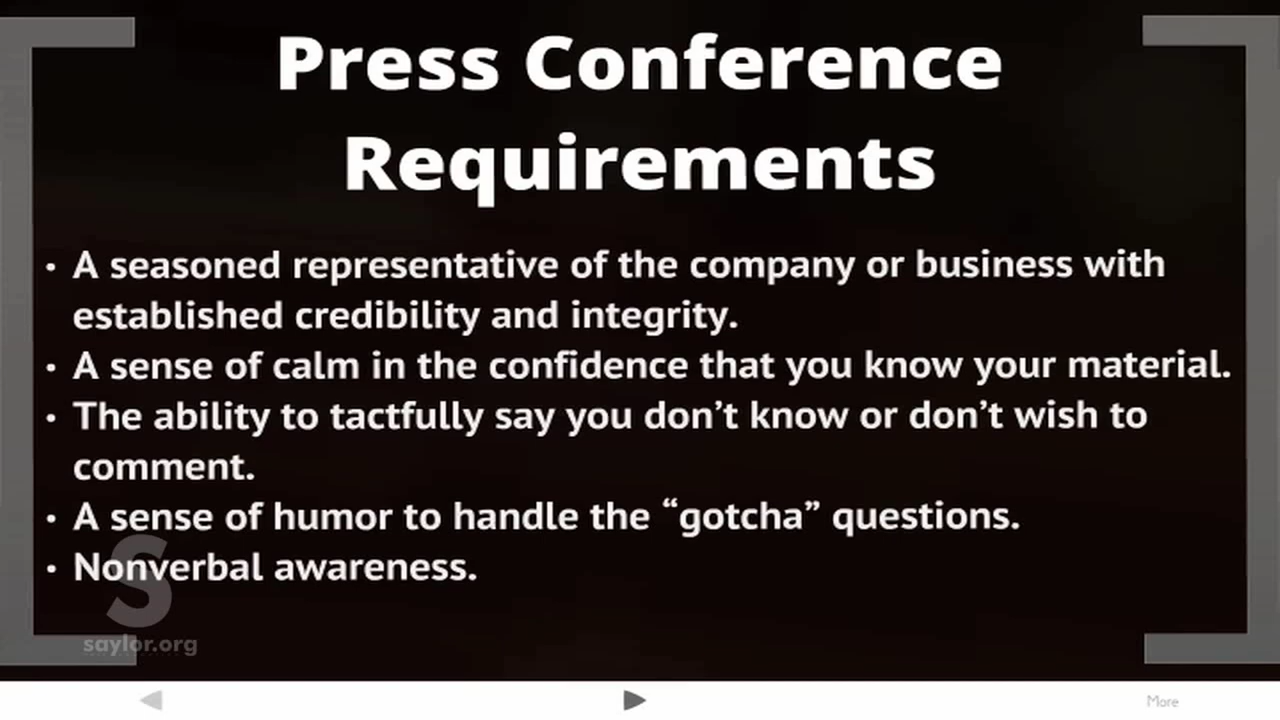 Press Conference
Requirements
• A seasoned representative of the company or business with
established credibility and integrity.
• A sense of calm in the confidence that you know your material.
• The ability to tactfully say you don’t know or don’t wish to
comment.
• A sense of humor to handle the “gotcha” questions.
• Nonverbal awareness.
S
saylor.org
More